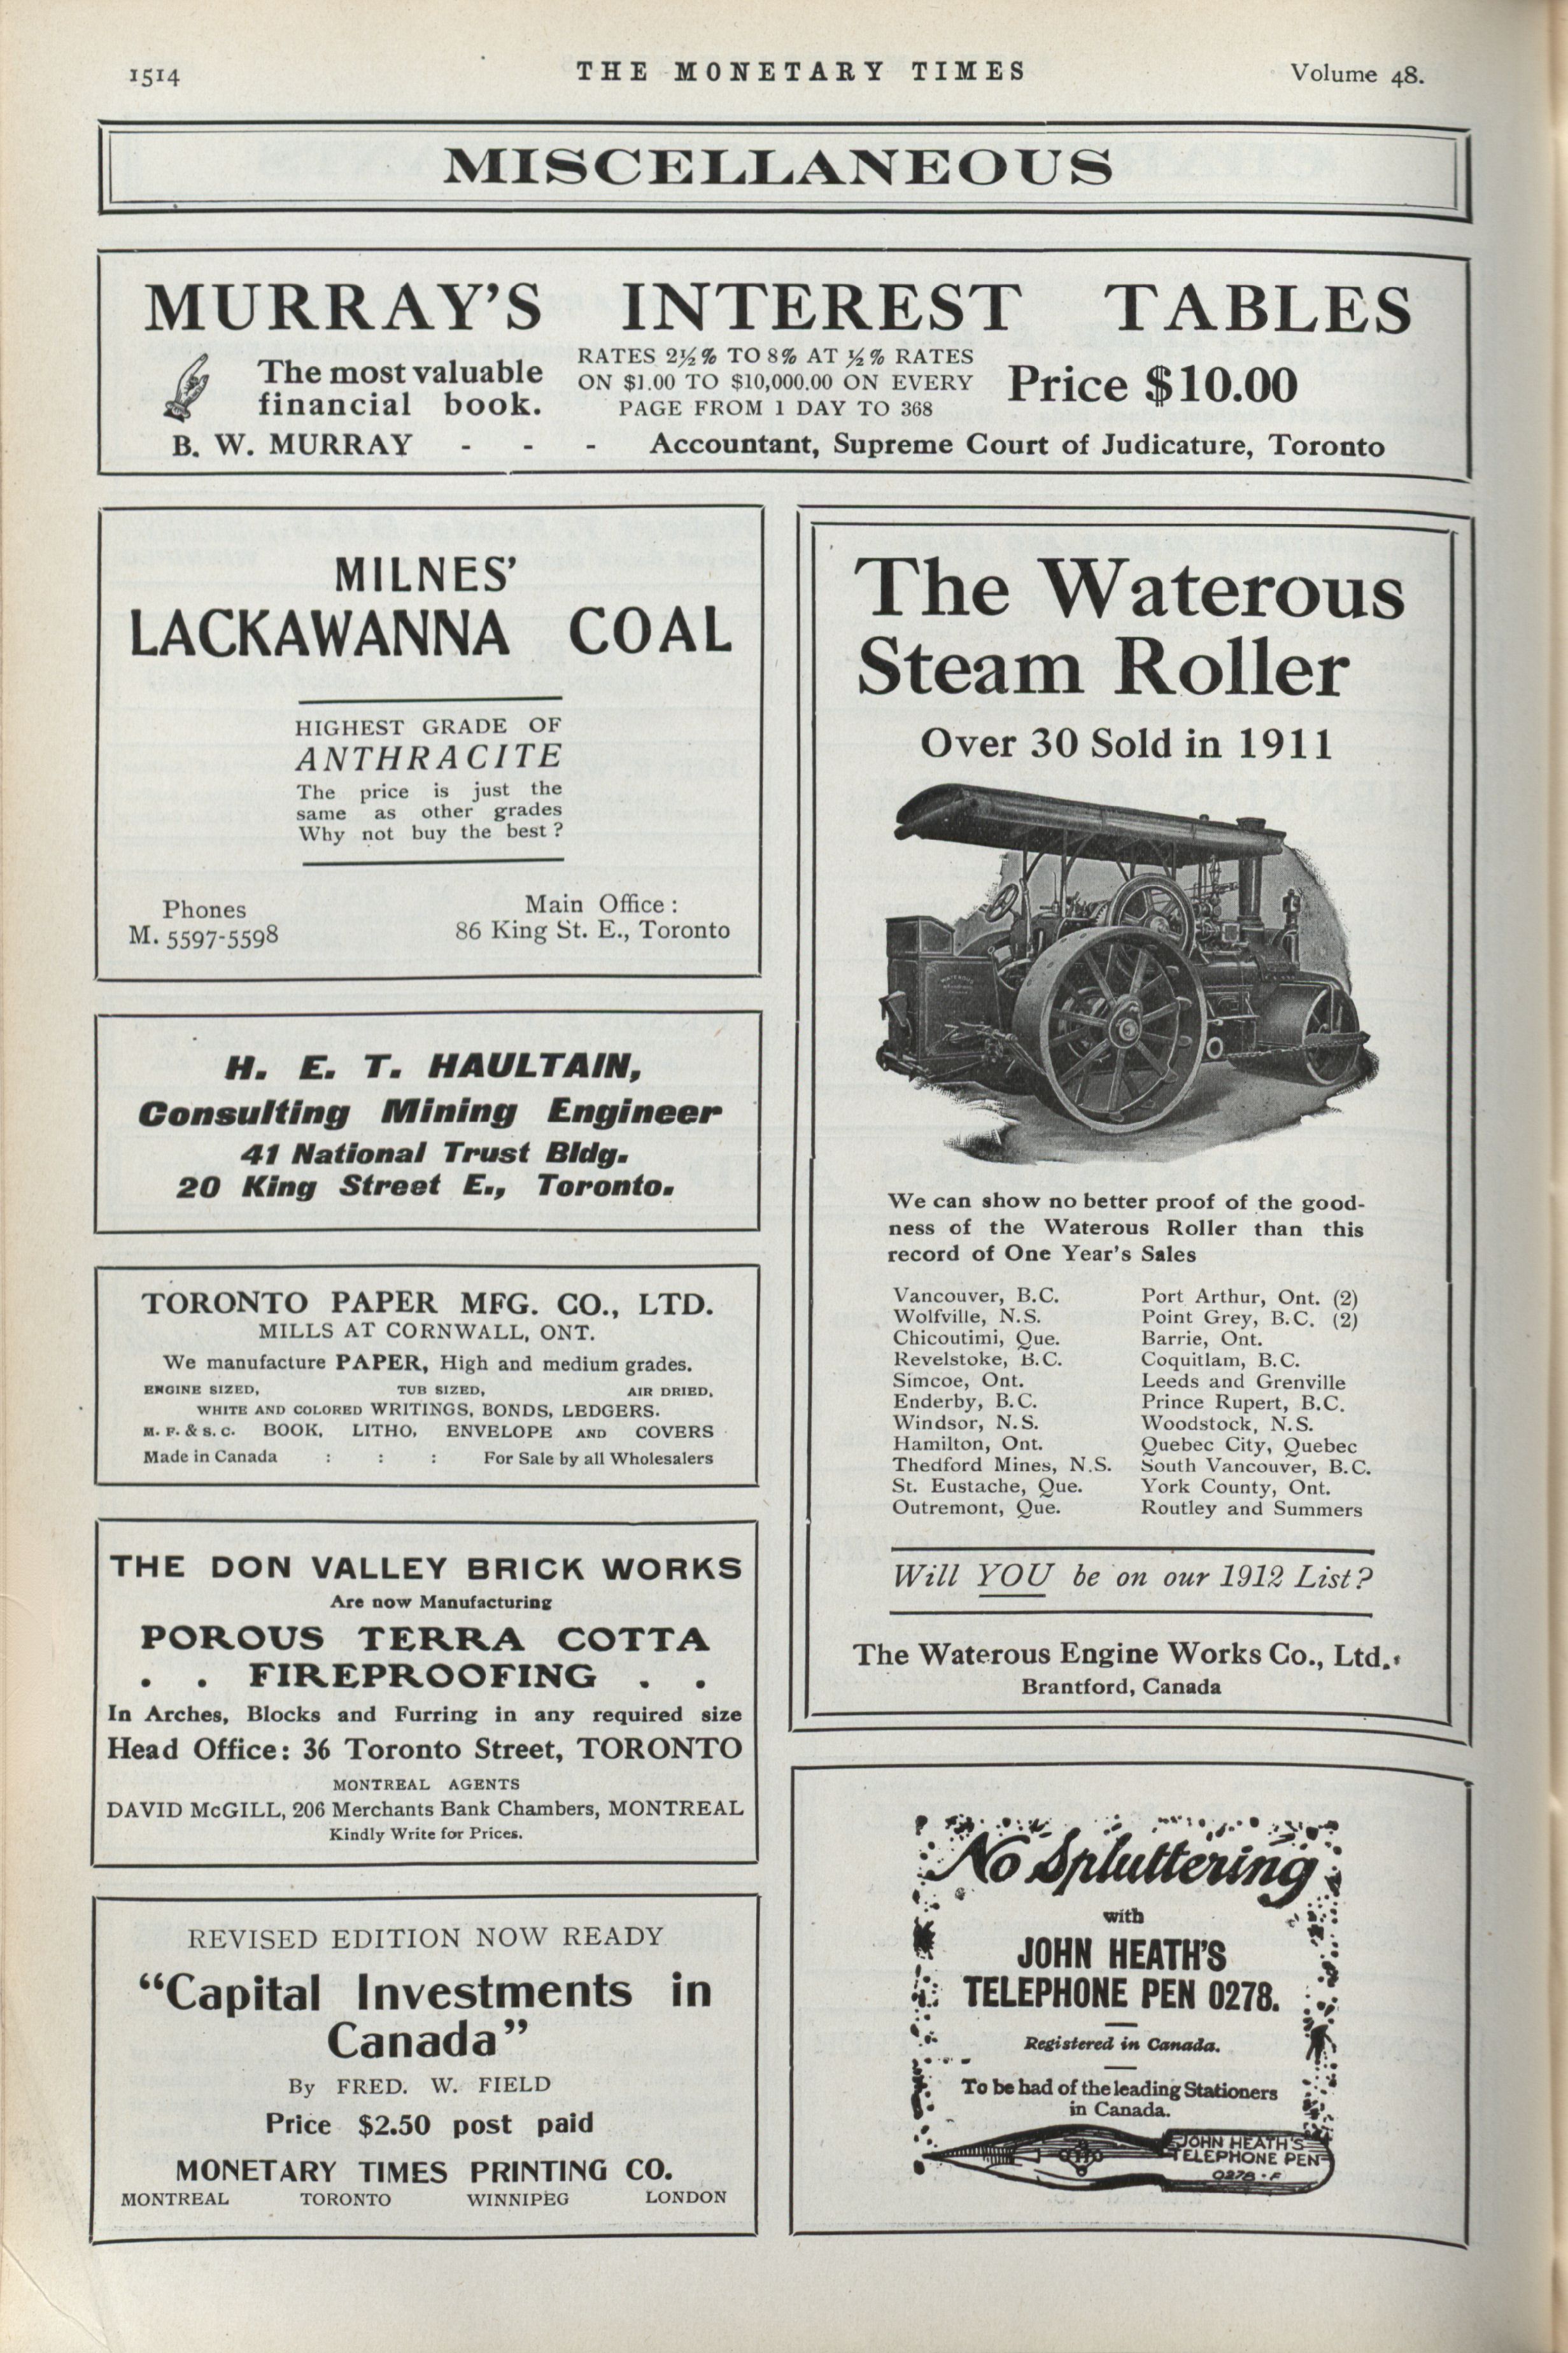 1514
THE MONETARY TIMES
Volume 48.
MISCELLANEOUS
MURRAY'S INTEREST TABLES
The most valuable
financial book.
RATES 2½% TO 8% AT ½% RATES
ON $1.00 TO $10,000.00 ON EVERY
PAGE FROM 1 DAY TO 368
Price $10.00
B. W. MURRAY - - - Accountant, Supreme Court of Judicature, Toronto
MILNES'
LACKAWANNA COAL
HIGHEST GRADE OF
ANTHRACITE
The price is just the
same as other grades
Why not buy the best?
Phones
M. 5597-5598
Main Office:
86 King St. E., Toronto
H. E. T. HAULTAIN,
Consulting Mining Engineer
41 National Trust Bldg.
20 King Street E., Toronto.
TORONTO PAPER MFG. CO., LTD.
MILLS AT CORNWALL, ONT.
We manufacture PAPER, High and medium grades.
ENGINE SIZED, TUB SIZED, AIR DRIED,
WHITE AND COLORED WRITINGS, BONDS, LEDGERS.
M. F. & S. C. BOOK, LITHO, ENVELOPE AND COVERS
Made in Canada : : : For Sale by all Wholesalers
THE DON VALLEY BRICK WORKS
Are now Manufacturing
POROUS TERRA COTTA
. . FIREPROOFING . .
In Arches, Blocks and Furring in any required size
Head Office: 36 Toronto Street, TORONTO
MONTREAL AGENTS
DAVID McGILL, 206 Merchants Bank Chambers, MONTREAL
Kindly Write for Prices.
REVISED EDITION NOW READY
"Capital Investments in
Canada"
By FRED. W. FIELD
Price $2.50 post paid
MONETARY TIMES PRINTING CO.
MONTREAL TORONTO WINNIPEG LONDON
The Waterous
Steam Roller
Over 30 Sold in 1911
We can show no better proof of the good-
ness of the Waterous Roller than this
record of One Year's Sales
Vancouver, B.C.
Wolfville, N.S.
Chicoutimi, Que.
Revelstoke, B.C.
Simcoe, Ont.
Enderby, B.C.
Windsor, N.S.
Hamilton, Ont.
Thedford Mines, N.S.
St. Eustache, Que.
Outremont, Que.
Port Arthur, Ont. (2)
Point Grey, B.C. (2)
Barrie, Ont.
Coquitlam, B.C.
Leeds and Grenville
Prince Rupert, B.C.
Woodstock, N.S.
Quebec City, Quebec
South Vancouver, B.C.
York County, Ont.
Routley and Summers
Will YOU be on our 1912 List?
The Waterous Engine Works Co., Ltd.
Brantford, Canada
No Spluttering
with
JOHN HEATH'S
TELEPHONE PEN 0278.
Registered in Canada.
To be had of the leading Stationers
in Canada.
JOHN HEATH'S
TELEPHONE PEN
0278 · F